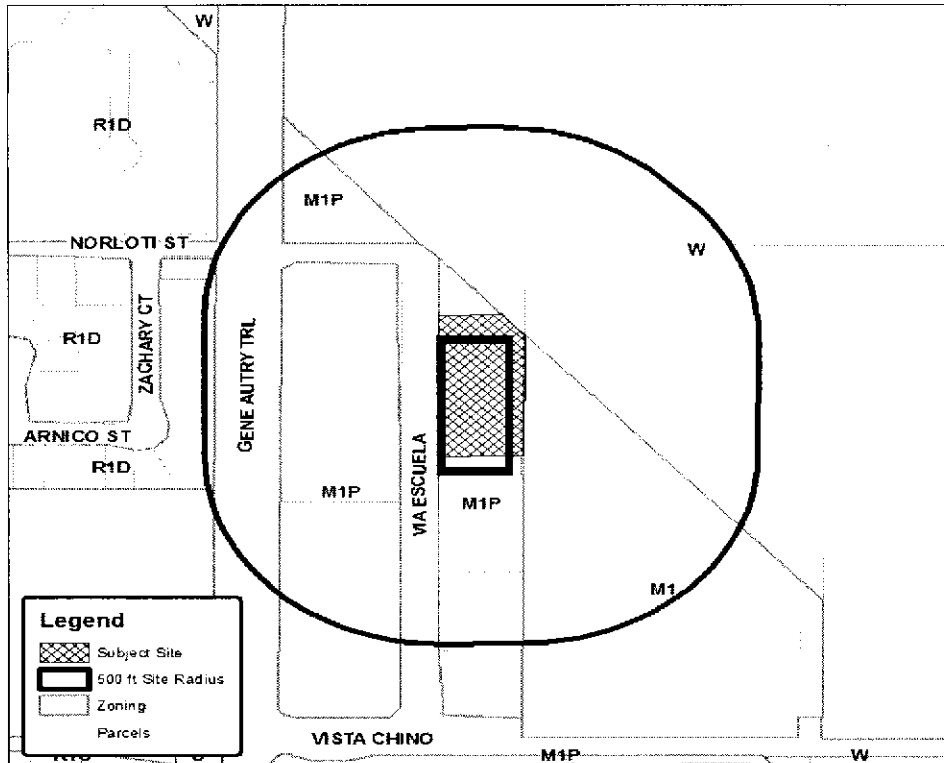 W
R1D
M1P
NORLOTI ST
W
ZACHARY CT
GENE AUTRY TRL
R1D
ARNICO ST
R1D
M1P
VIA ESCUELA
M1P
M1
Legend
Subject Site
500 ft Site Radius
Zoning
Parcels
VISTA CHINO
M1P
W